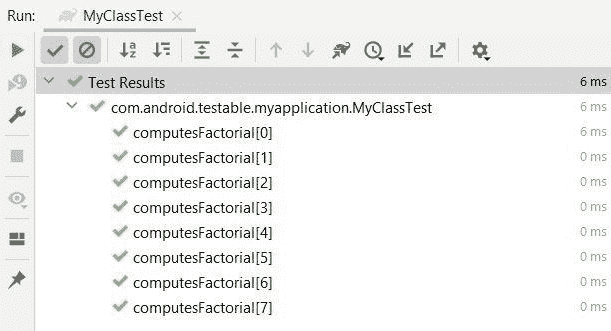 Run: MyClassTest
Test Results 6 ms
com.android.testable.myapplication.MyClassTest 6 ms
computesFactorial[0] 6 ms
computesFactorial[1] 0 ms
computesFactorial[2] 0 ms
computesFactorial[3] 0 ms
computesFactorial[4] 0 ms
computesFactorial[5] 0 ms
computesFactorial[6] 0 ms
computesFactorial[7] 0 ms